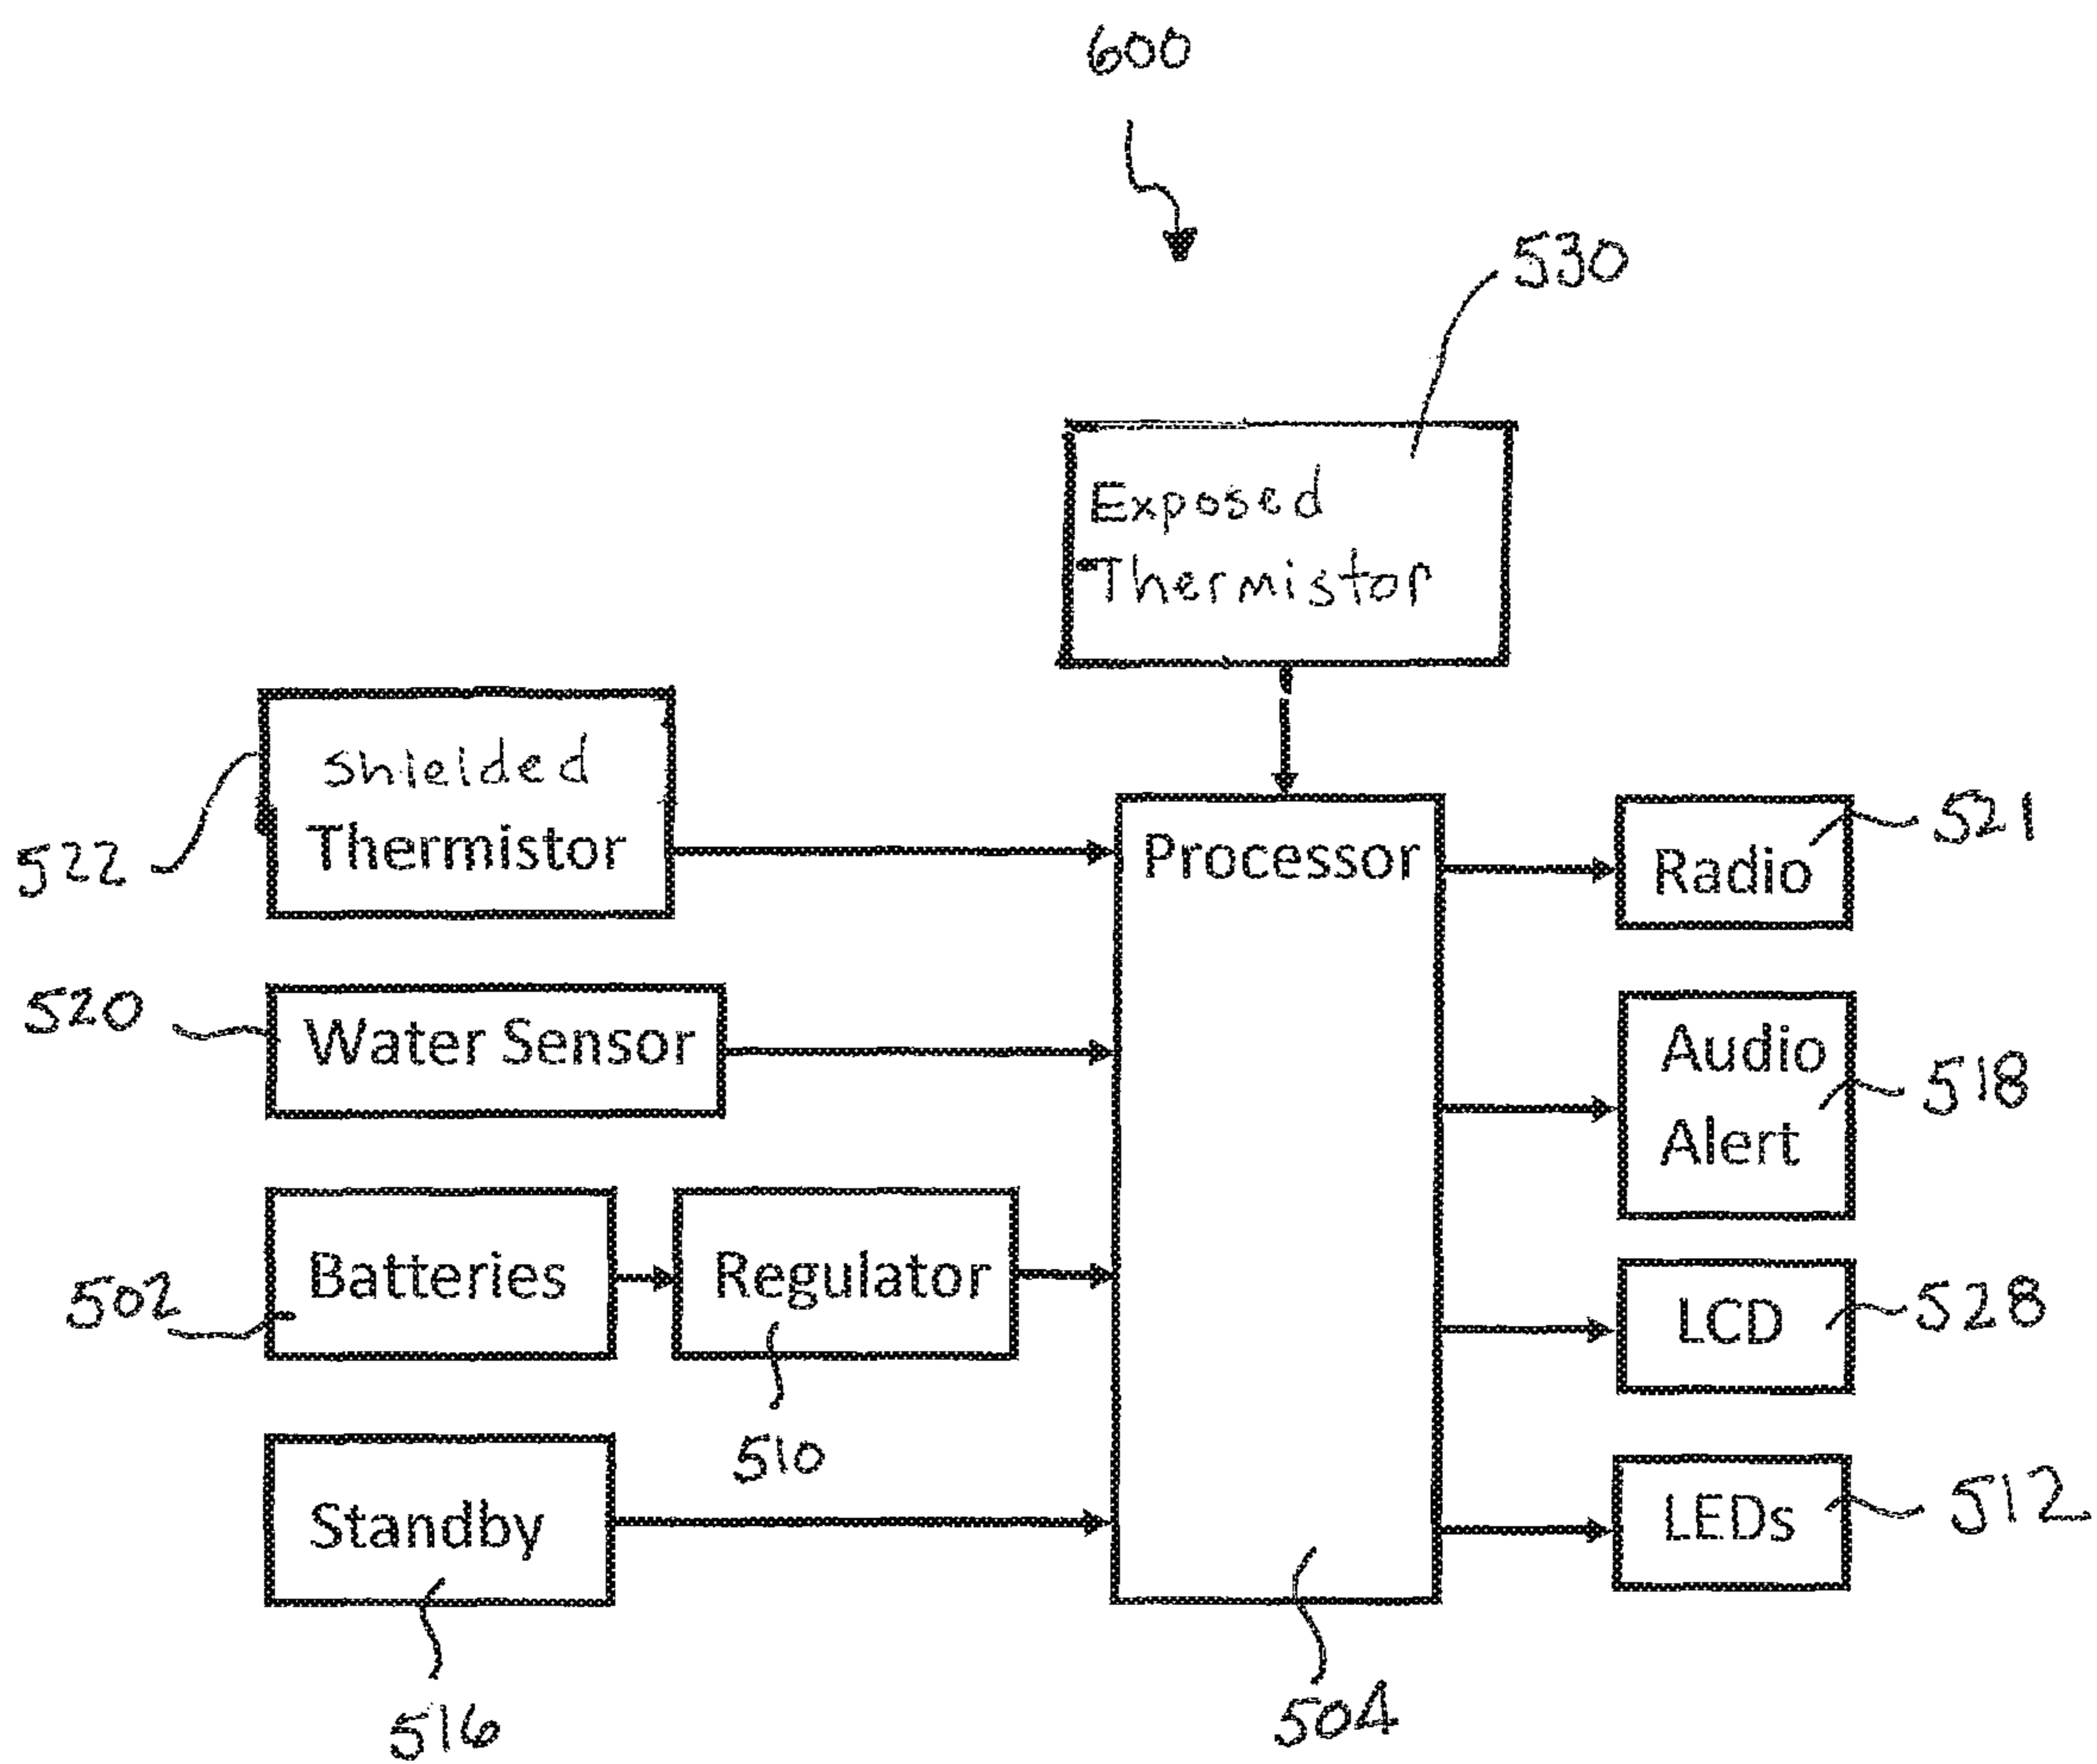 600
530
Exposed
Thermistor
Shielded
Thermistor
522
Processor
Radio
521
520
Water Sensor
Audio
Alert
518
Batteries
502
Regulator
510
LCD
528
Standby
516
LEDs
512
504